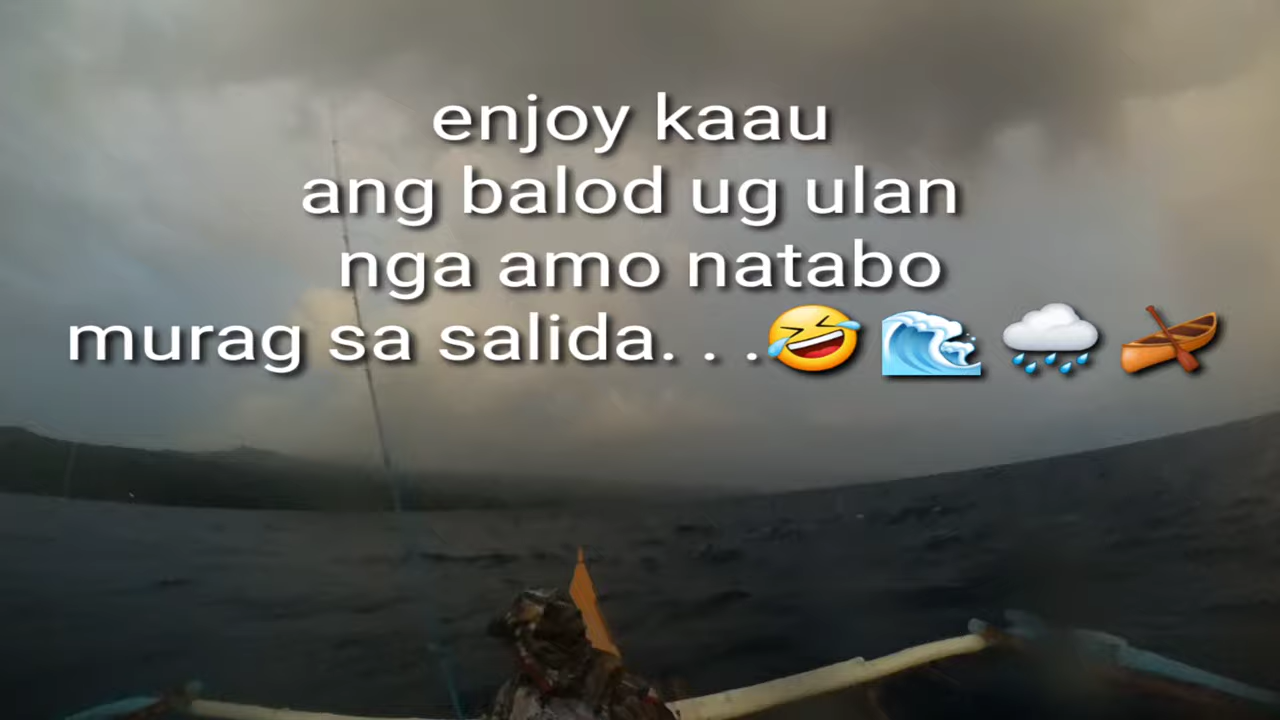 enjoy kaau
ang balod ug ulan
nga amo natabo
murag sa salida. . .🤣 🌊 🌧️ 🛶